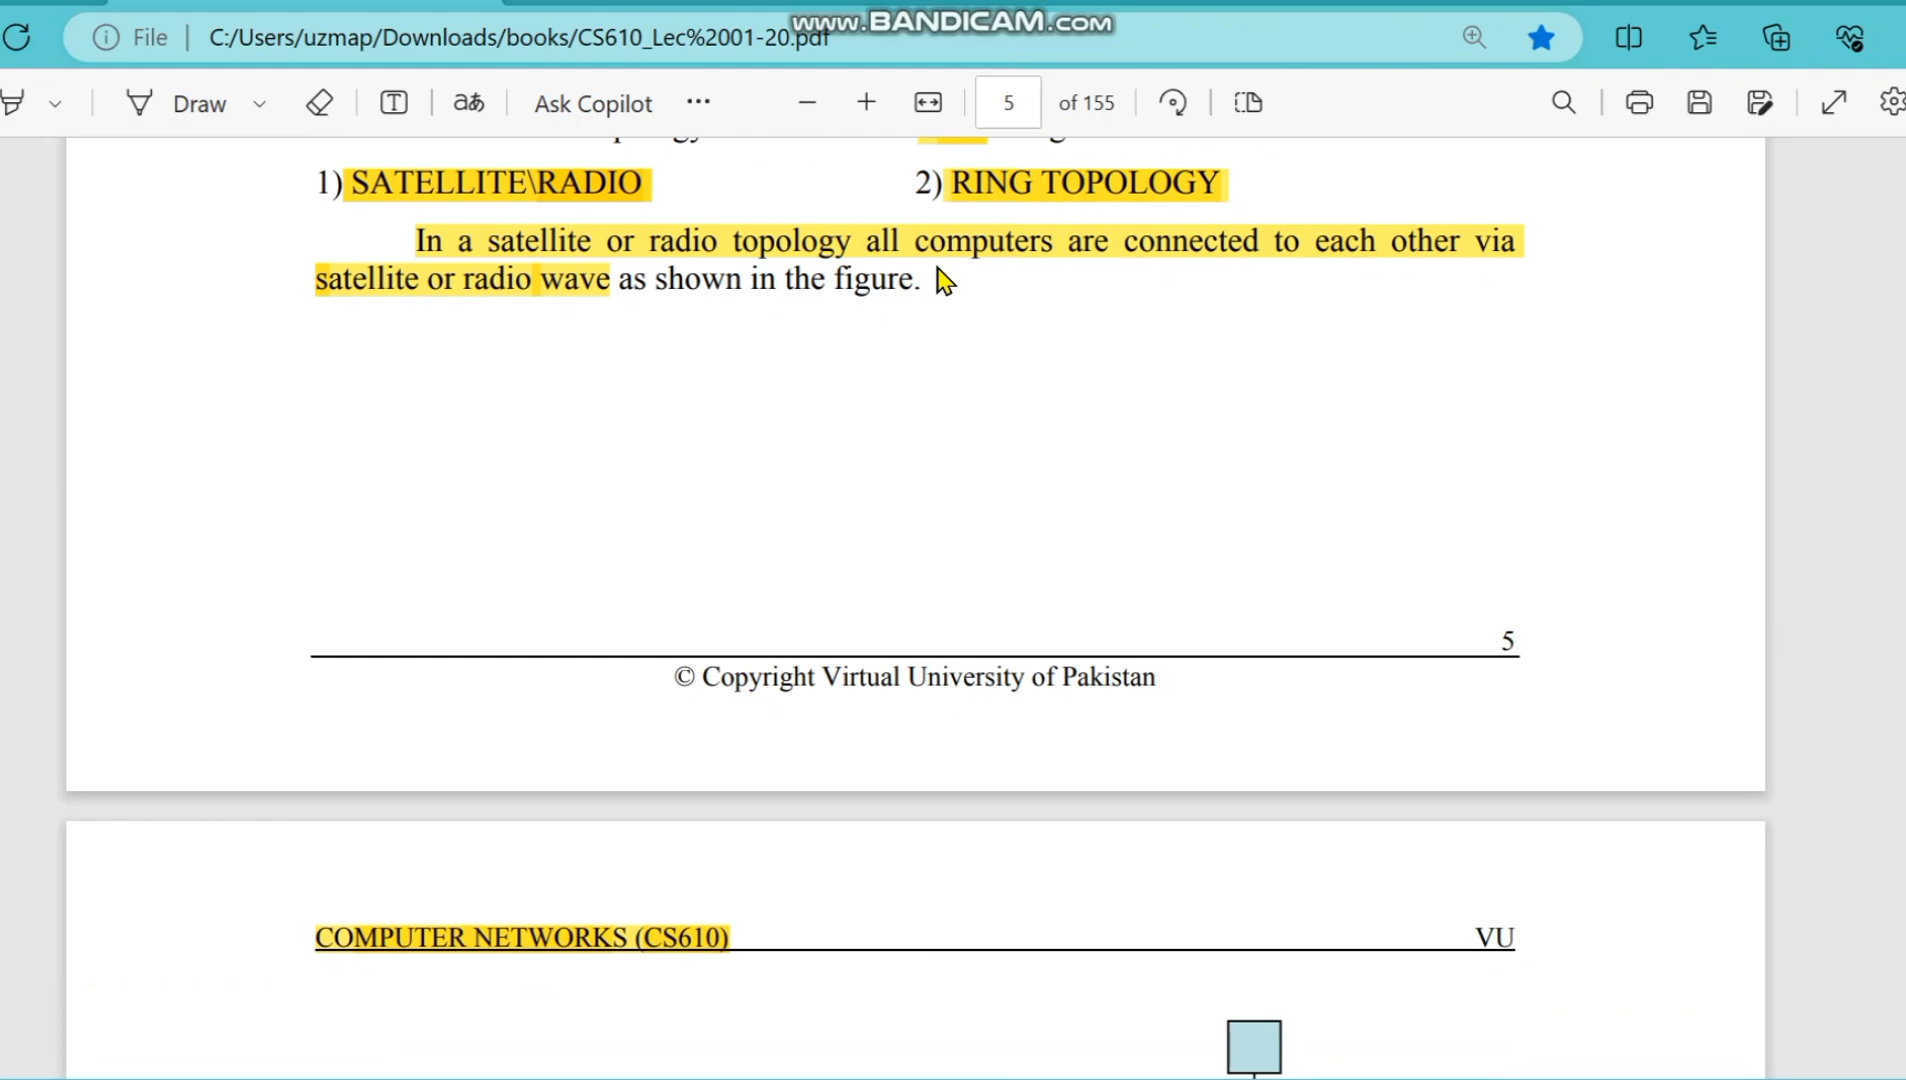 www.BANDICAM.com
File C:/Users/uzmap/Downloads/books/CS610_Lec%2001-20.pdf
Draw T aあ Ask Copilot 5 of 155
1) SATELLITE\RADIO 2) RING TOPOLOGY
In a satellite or radio topology all computers are connected to each other via
satellite or radio wave as shown in the figure.
5
© Copyright Virtual University of Pakistan
COMPUTER NETWORKS (CS610) VU